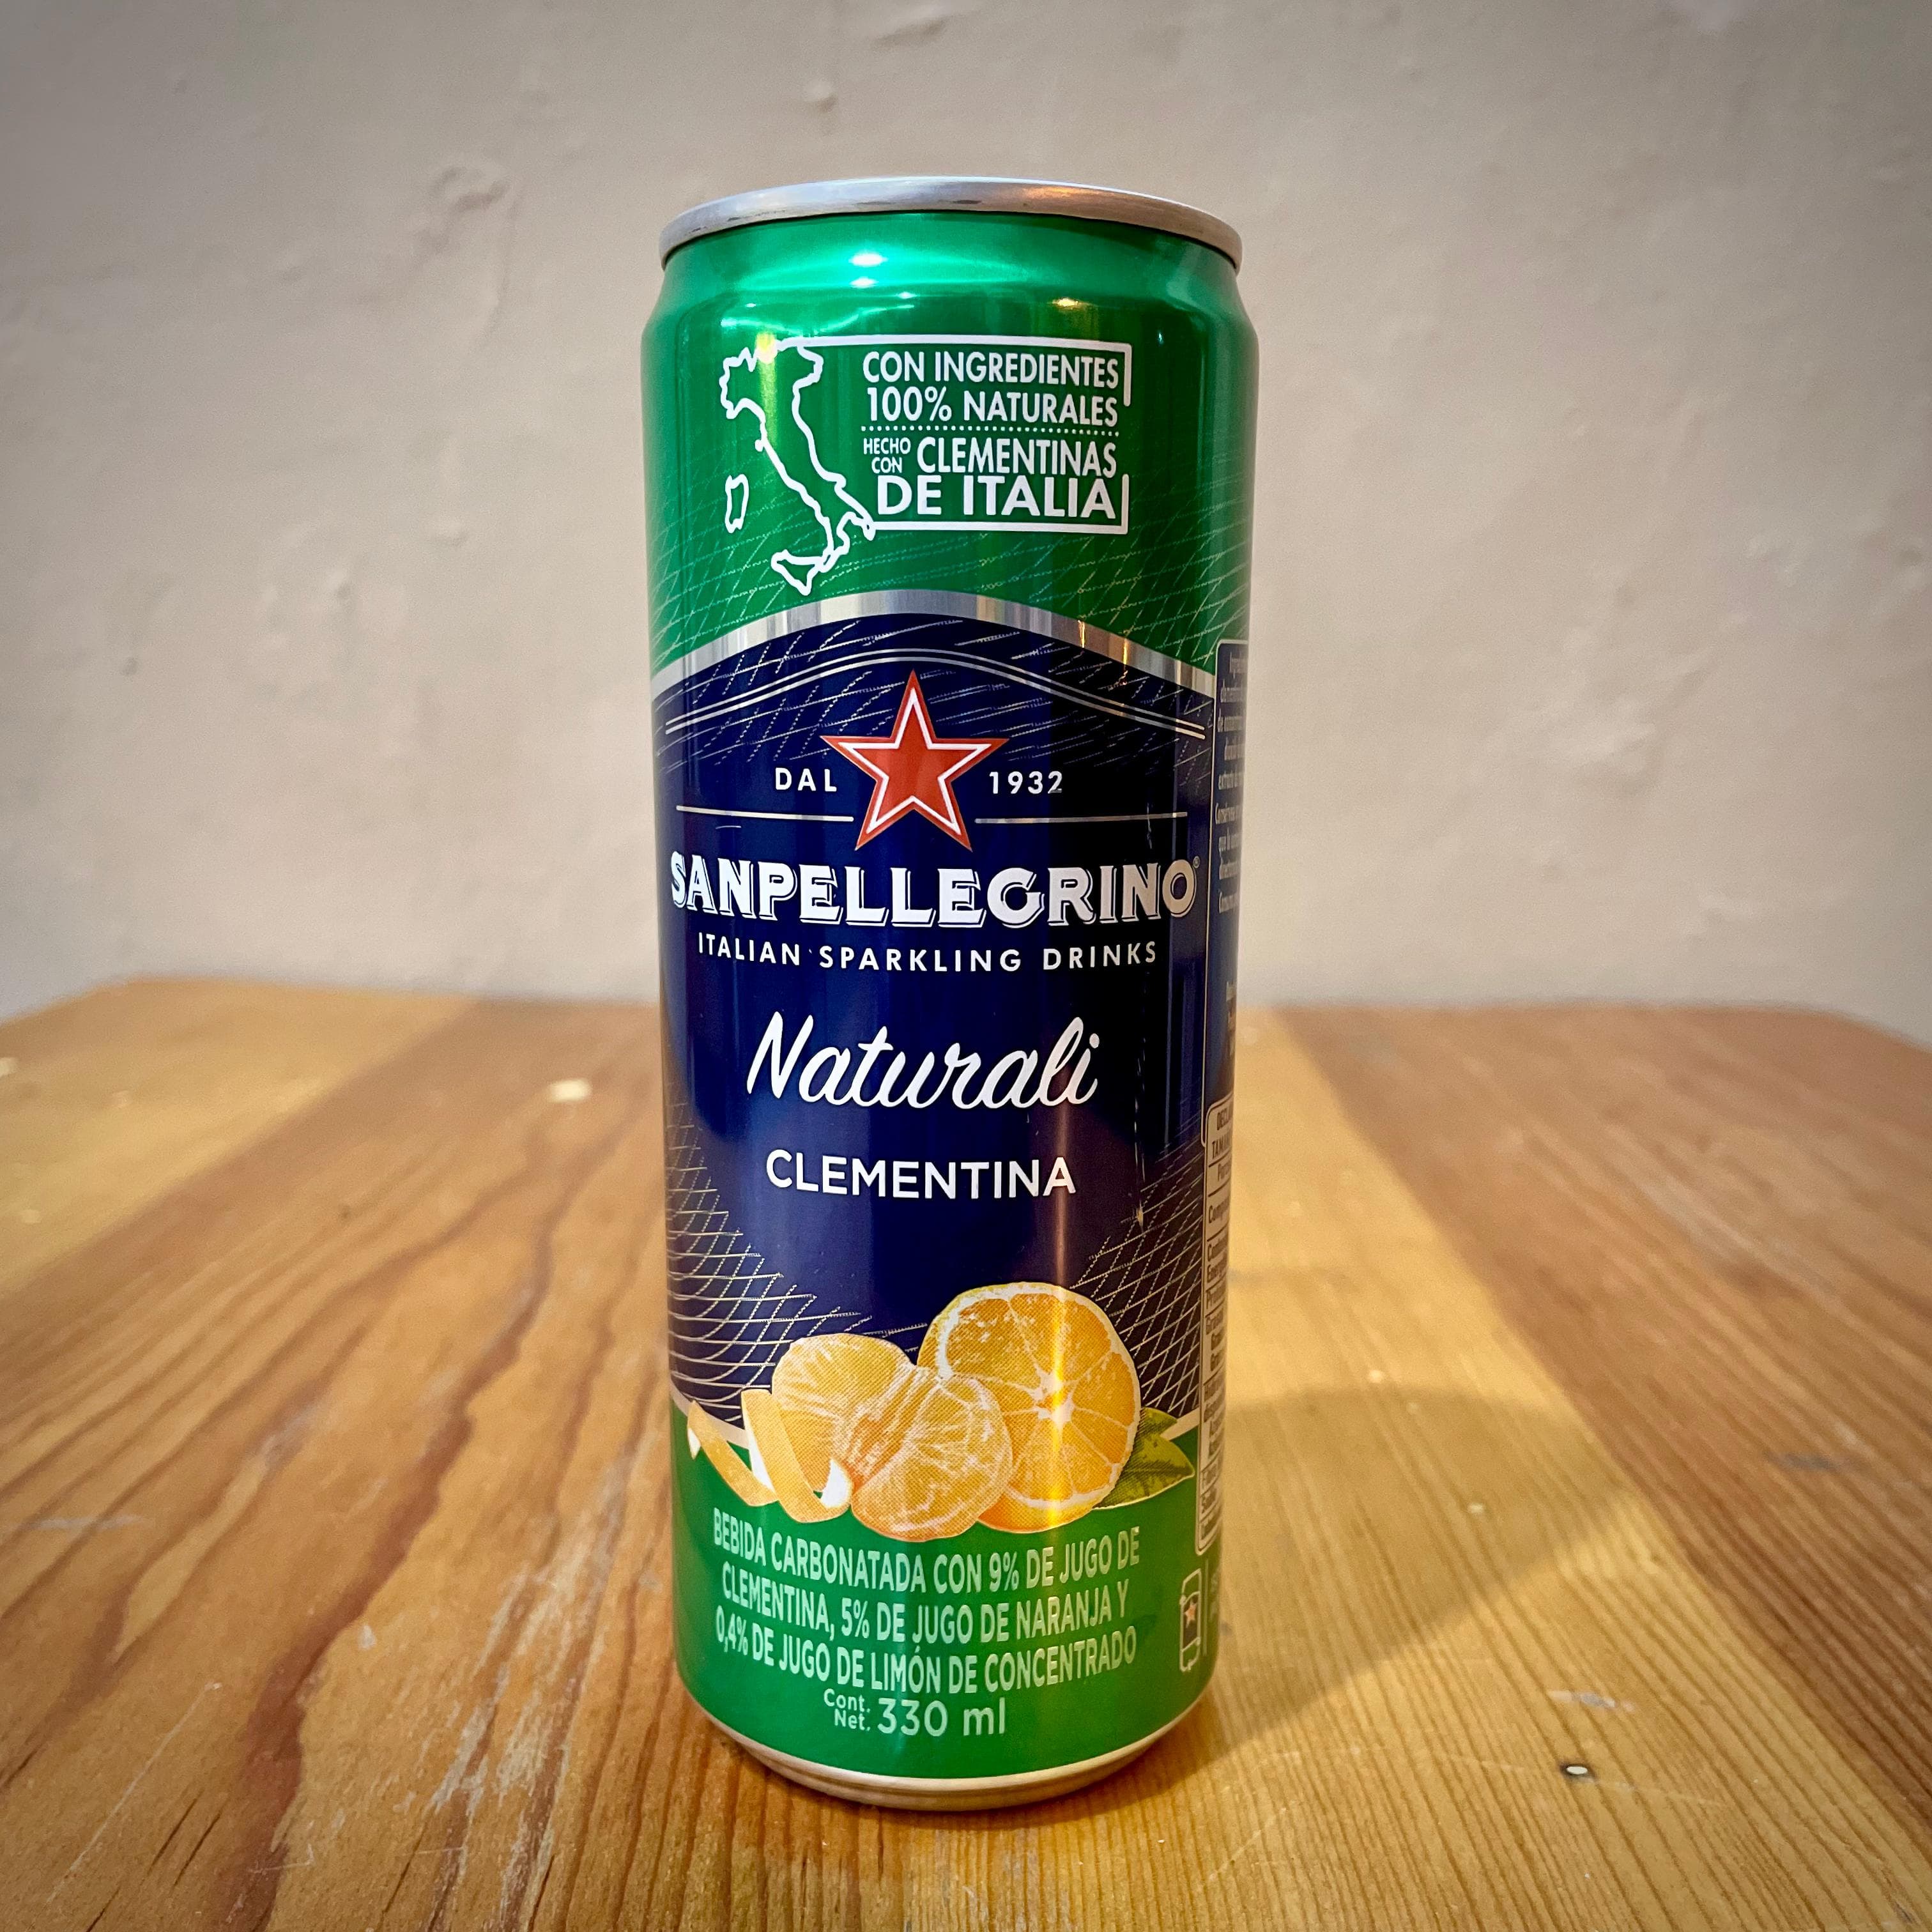 CON INGREDIENTES
100% NATURALES
HECHO CON CLEMENTINAS
DE ITALIA
DAL 1932
SANPELLEGRINO®
ITALIAN SPARKLING DRINKS
Naturali
CLEMENTINA
BEBIDA CARBONATADA CON 9% DE JUGO DE
CLEMENTINA, 5% DE JUGO DE NARANJA Y
0,4% DE JUGO DE LIMÓN DE CONCENTRADO
Cont. Net. 330 ml